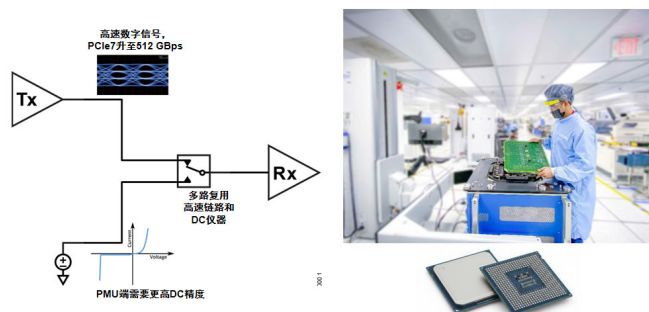 高速数字信号，
PCIe7升至512 GBps
Tx
Rx
多路复用
高速链路和
DC仪器
Current
Voltage
PMU端需要更高DC精度